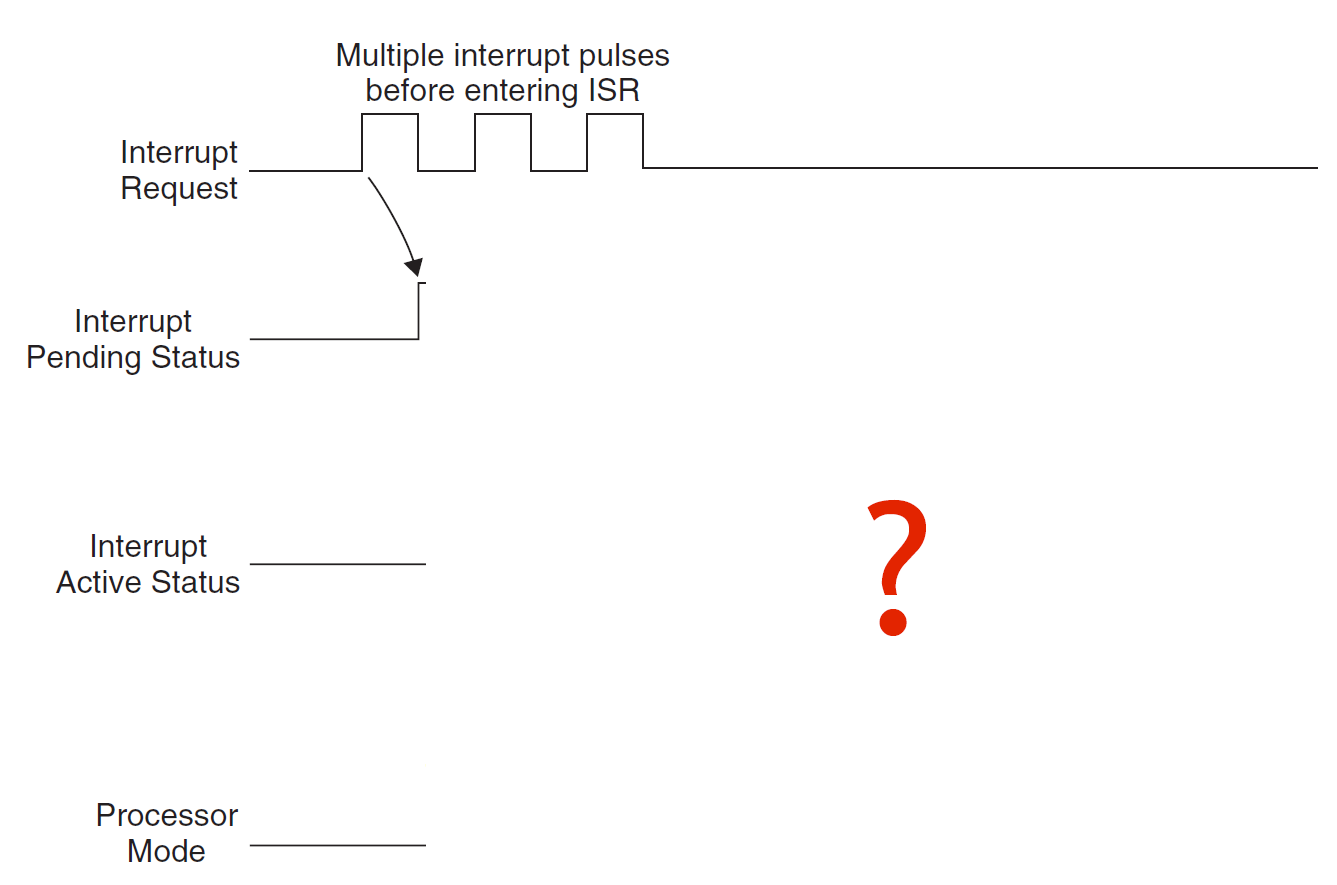 Multiple interrupt pulses
before entering ISR
Interrupt
Request
Interrupt
Pending Status
Interrupt
Active Status
?
Processor
Mode